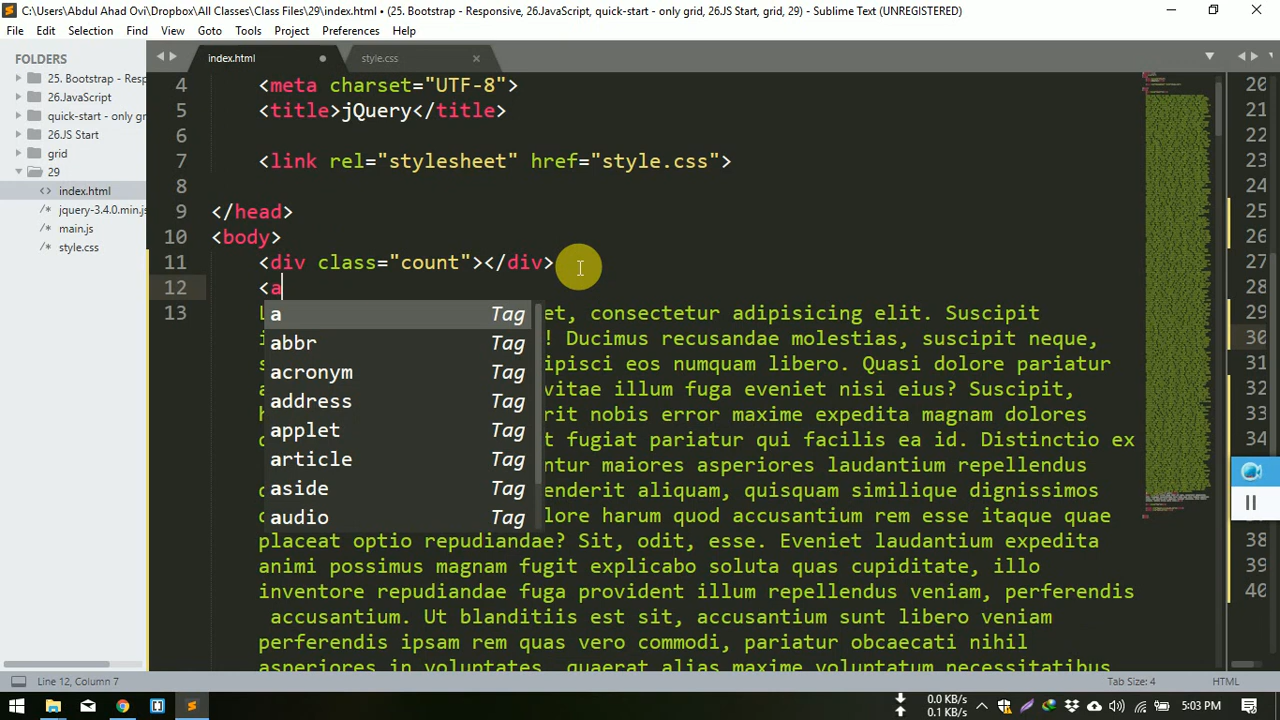 C:\Users\Abdul Ahad Ovi\Dropbox\All Classes\Class Files\29\index.html • (25. Bootstrap - Responsive, 26.JavaScript, quick-start - only grid, 26.JS Start, grid, 29) - Sublime Text (UNREGISTERED)
File Edit Selection Find View Goto Tools Project Preferences Help
FOLDERS
25. Bootstrap - Resp
26.JavaScript
quick-start - only gr
26.JS Start
grid
29
index.html
jquery-3.4.0.min.js
main.js
style.css
index.html style.css
4 <meta charset="UTF-8">
5 <title>jQuery</title>
6
7 <link rel="stylesheet" href="style.css">
8
9 </head>
10 <body>
11 <div class="count"></div>
12 <a
13 L et, consectetur adipisicing elit. Suscipit
i ! Ducimus recusandae molestias, suscipit neque,
s ipisci eos numquam libero. Quasi dolore pariatur
a vitae illum fuga eveniet nisi eius? Suscipit,
h rit nobis error maxime expedita magnam dolores
t fugiat pariatur qui facilis ea id. Distinctio ex
ntur maiores asperiores laudantium repellendus
enderit aliquam, quisquam similique dignissimos
olore harum quod accusantium rem esse itaque quae
placeat optio repudiandae? Sit, odit, esse. Eveniet laudantium expedita
animi possimus magnam fugit explicabo soluta quas cupiditate, illo
inventore repudiandae fuga provident illum repellendus veniam, perferendis
accusantium. Ut blanditiis est sit, accusantium sunt libero veniam
perferendis ipsam rem quas vero commodi, pariatur obcaecati nihil
asperiores in voluptates, quaerat alias maxime voluptatum necessitatibus
a Tag
abbr Tag
acronym Tag
address Tag
applet Tag
article Tag
aside Tag
audio Tag
20
21
22
23
24
25
26
27
28
29
30
31
32
33
34
38
39
40
Line 12, Column 7
Tab Size: 4
HTML
0.0 KB/s
0.1 KB/s
5:03 PM